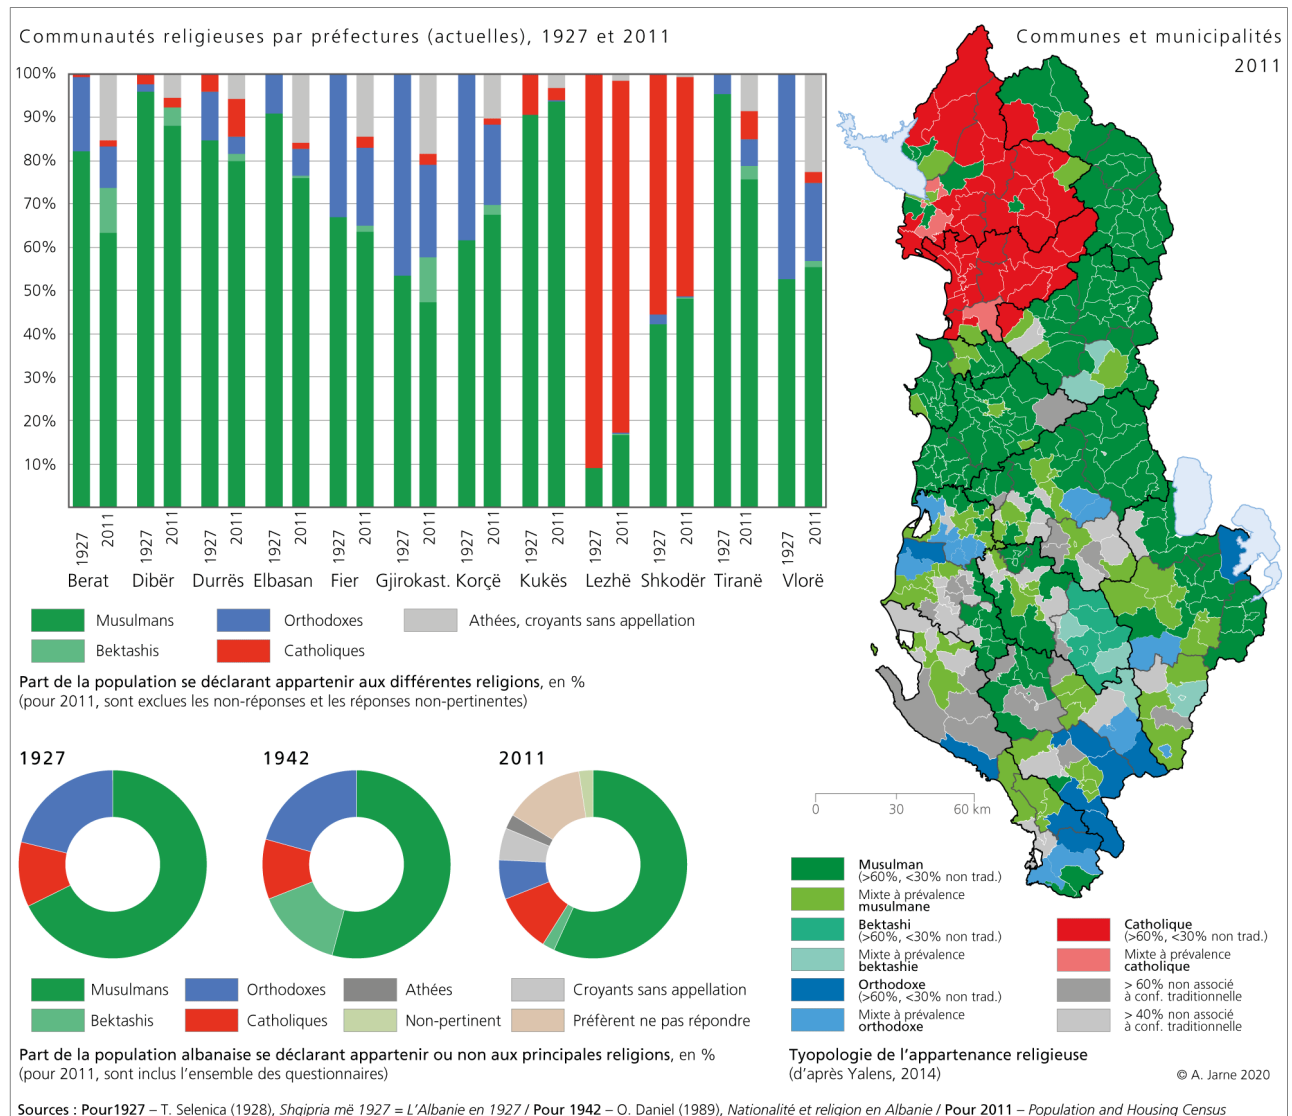 Communautés religieuses par préfectures (actuelles), 1927 et 2011
Communes et municipalités
2011
100%
90%
80%
70%
60%
50%
40%
30%
20%
10%
1927 2011 1927 2011 1927 2011 1927 2011 1927 2011 1927 2011 1927 2011 1927 2011 1927 2011 1927 2011 1927 2011 1927 2011
Berat Dibër Durrës Elbasan Fier Gjirokast. Korçë Kukës Lezhë Shkodër Tiranë Vlorë
Musulmans Orthodoxes Athées, croyants sans appellation
Bektashis Catholiques
Part de la population se déclarant appartenir aux différentes religions, en %
(pour 2011, sont exclues les non-réponses et les réponses non-pertinentes)
1927 1942 2011
Musulmans Orthodoxes Athées Croyants sans appellation
Bektashis Catholiques Non-pertinent Préfèrent ne pas répondre
Part de la population albanaise se déclarant appartenir ou non aux principales religions, en %
(pour 2011, sont inclus l'ensemble des questionnaires)
0 30 60 km
Musulman
(>60%, <30% non trad.)
Mixte à prévalence
musulmane
Bektashi
(>60%, <30% non trad.)
Mixte à prévalence
bektashie
Orthodoxe
(>60%, <30% non trad.)
Mixte à prévalence
orthodoxe
Catholique
(>60%, <30% non trad.)
Mixte à prévalence
catholique
> 60% non associé
à conf. traditionnelle
> 40% non associé
à conf. traditionnelle
Tyopologie de l'appartenance religieuse
(d'après Yalens, 2014)
© A. Jarne 2020
Sources : Pour1927 – T. Selenica (1928), Shqipria më 1927 = L'Albanie en 1927 / Pour 1942 – O. Daniel (1989), Nationalité et religion en Albanie / Pour 2011 – Population and Housing Census